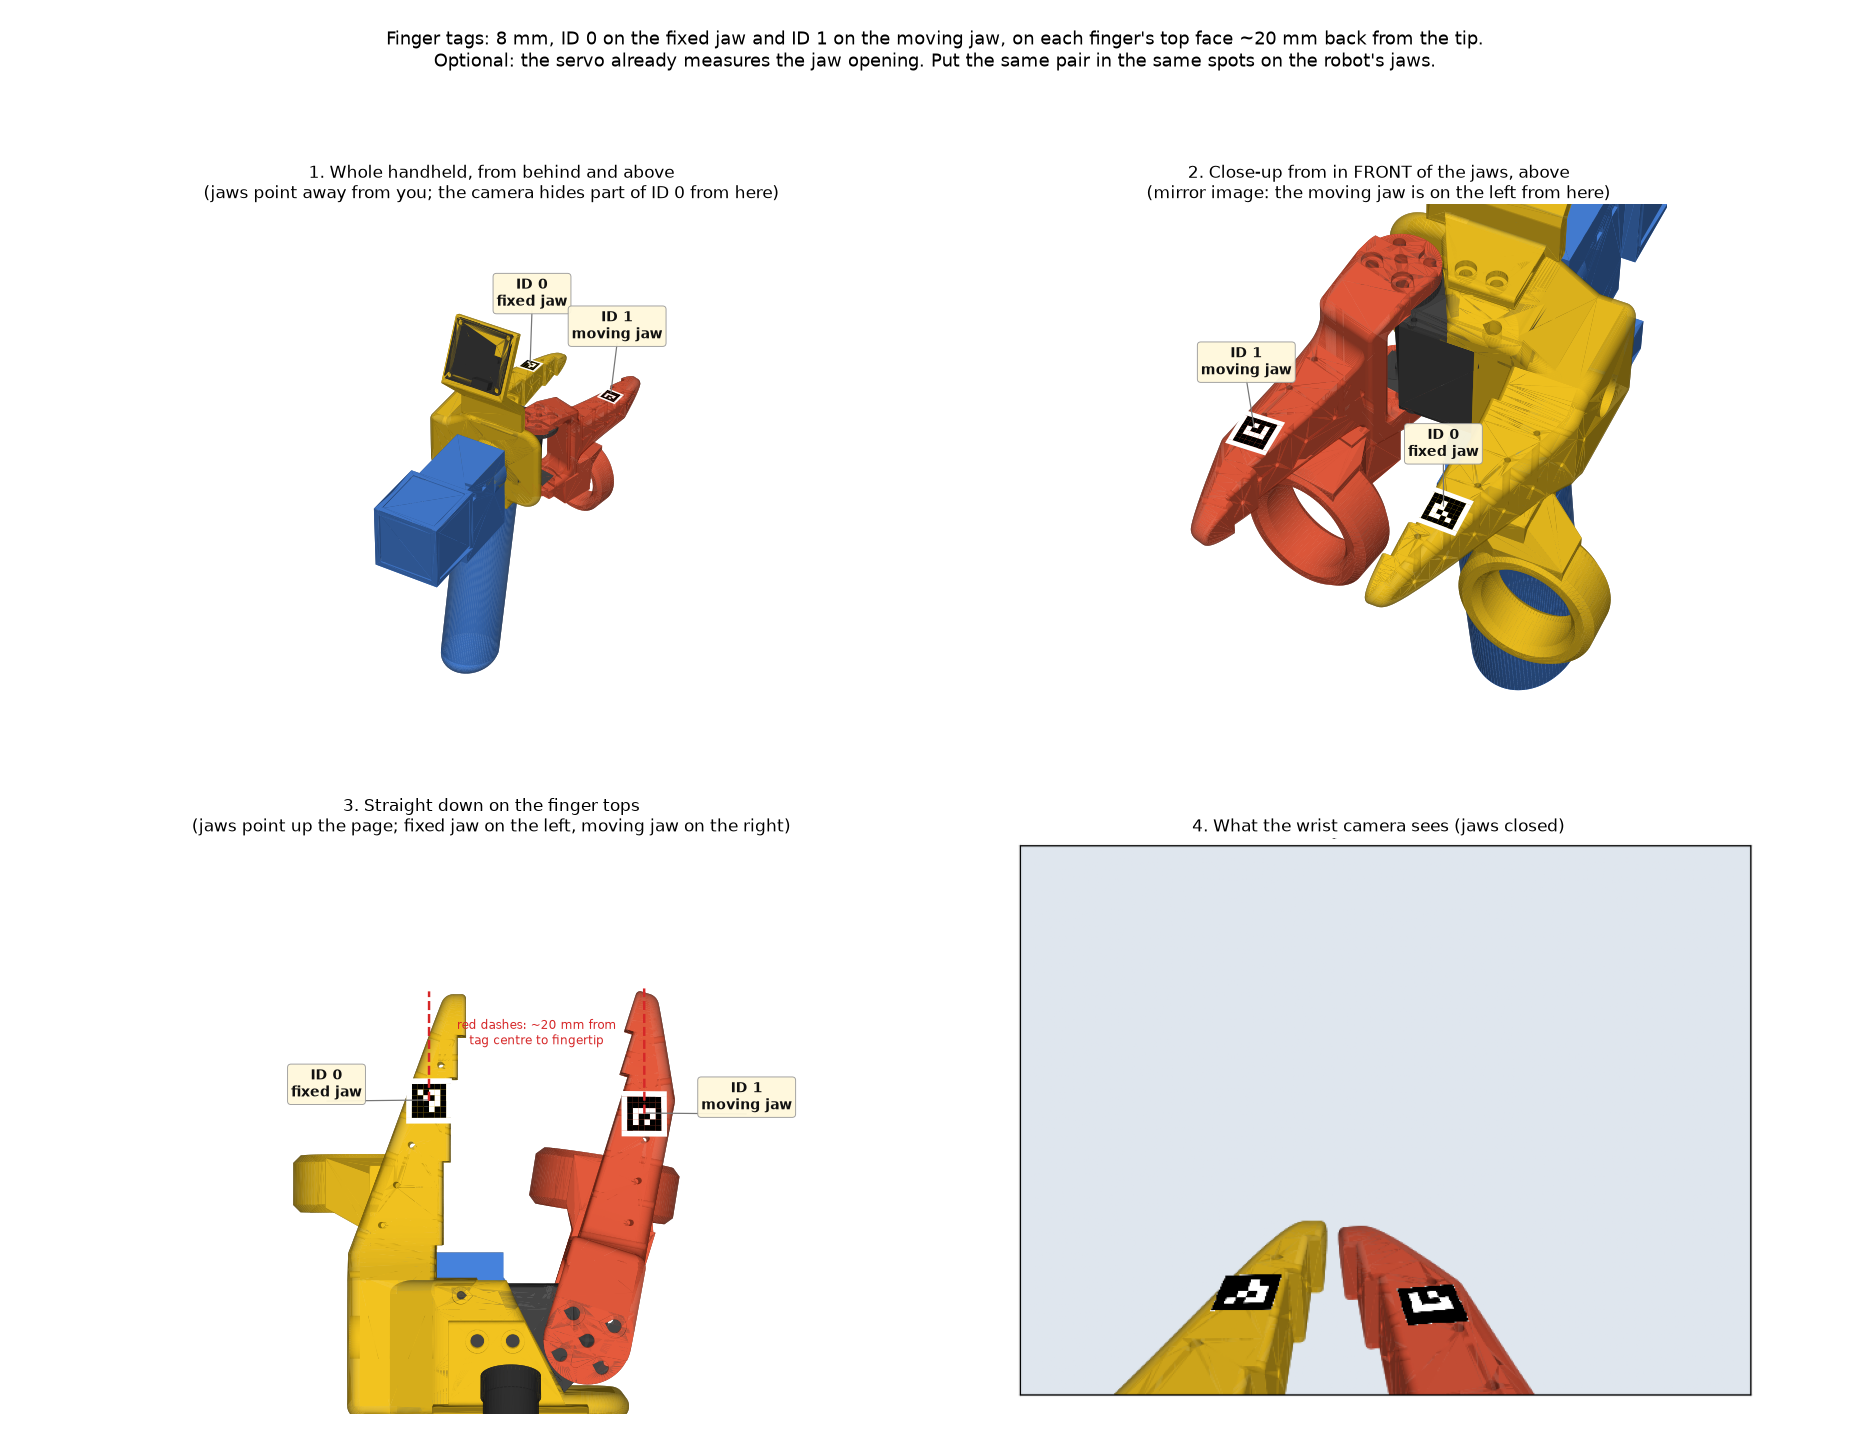 Finger tags: 8 mm, ID 0 on the fixed jaw and ID 1 on the moving jaw, on each finger's top face ~20 mm back from the tip.
Optional: the servo already measures the jaw opening. Put the same pair in the same spots on the robot's jaws.
1. Whole handheld, from behind and above
(jaws point away from you; the camera hides part of ID 0 from here)
ID 0
fixed jaw
ID 1
moving jaw
2. Close-up from in FRONT of the jaws, above
(mirror image: the moving jaw is on the left from here)
ID 1
moving jaw
ID 0
fixed jaw
3. Straight down on the finger tops
(jaws point up the page; fixed jaw on the left, moving jaw on the right)
red dashes: ~20 mm from
tag centre to fingertip
ID 0
fixed jaw
ID 1
moving jaw
4. What the wrist camera sees (jaws closed)